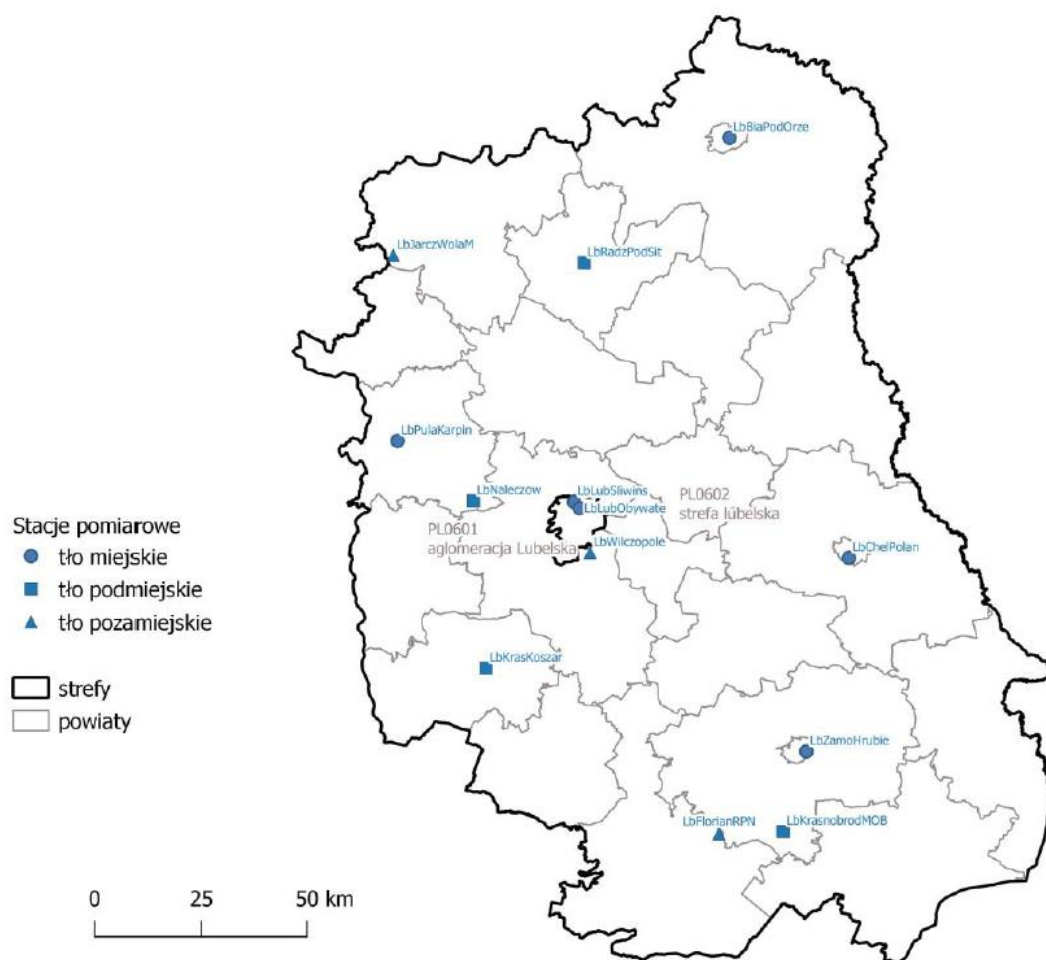 LbBiaPodOrze
LbJarczWolaM
LbRadzPodSit
LbPulaKarpin
LbNaleczow
LbLubSliwins
LbLubObywate
PL0602
strefa lubelska
PL0601
aglomeracja Lubelska
LbWilczopole
LbChelPolan
LbKrasKoszar
LbZamoHrubie
LbFlorianRPN
LbKrasnobrodMOB
Stacje pomiarowe
tło miejskie
tło podmiejskie
tło pozamiejskie
strefy
powiaty
0 25 50 km